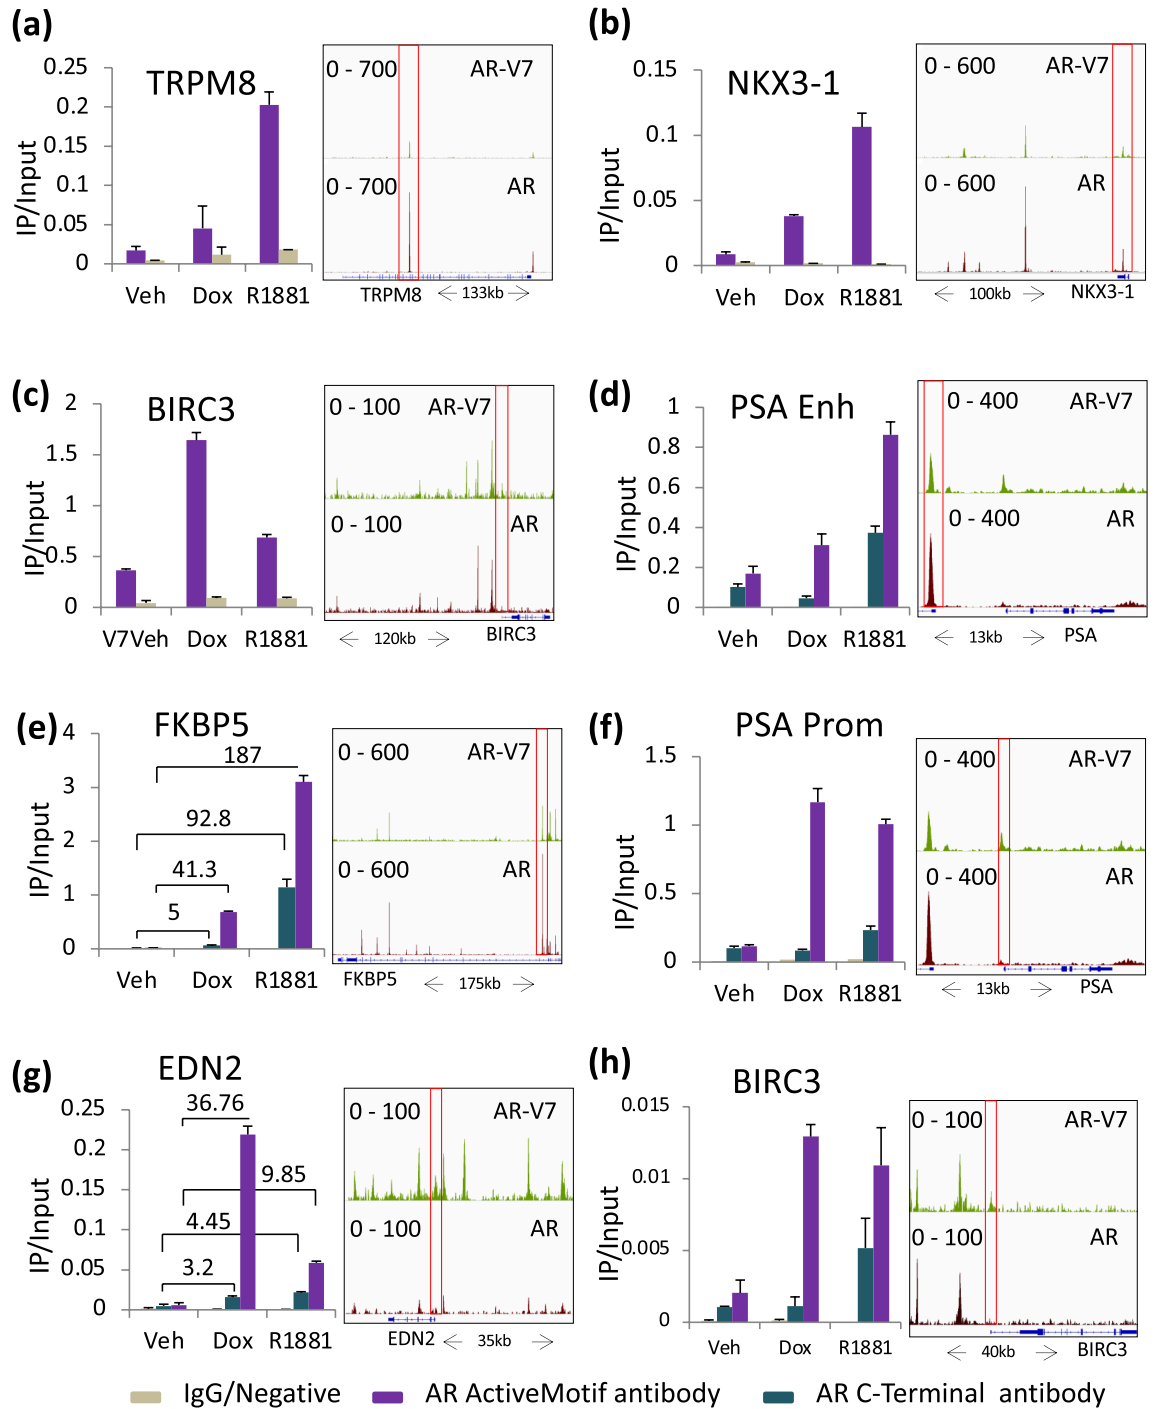 (a)
TRPM8
0.25
0.2
0.15
0.1
0.05
0
IP/Input
Veh Dox R1881
0 - 700 AR-V7
0 - 700 AR
TRPM8 133kb
(b)
NKX3-1
0.15
0.1
0.05
0
IP/Input
Veh Dox R1881
0 - 600 AR-V7
0 - 600 AR
100kb NKX3-1
(c)
BIRC3
2
1.5
1
0.5
0
IP/Input
V7Veh Dox R1881
0 - 100 AR-V7
0 - 100 AR
120kb BIRC3
(d)
PSA Enh
1
0.8
0.6
0.4
0.2
0
IP/Input
Veh Dox R1881
0 - 400 AR-V7
0 - 400 AR
13kb PSA
(e)
FKBP5
4
3
2
1
0
IP/Input
187
92.8
41.3
5
Veh Dox R1881
0 - 600 AR-V7
0 - 600 AR
FKBP5 175kb
(f)
PSA Prom
1.5
1
0.5
0
IP/Input
Veh Dox R1881
0 - 400 AR-V7
0 - 400 AR
13kb PSA
(g)
EDN2
0.25
0.2
0.15
0.1
0.05
0
IP/Input
36.76
9.85
4.45
3.2
Veh Dox R1881
0 - 100 AR-V7
0 - 100 AR
EDN2 35kb
(h)
BIRC3
0.015
0.01
0.005
0
IP/Input
Veh Dox R1881
0 - 100 AR-V7
0 - 100 AR
40kb BIRC3
IgG/Negative AR ActiveMotif antibody AR C-Terminal antibody